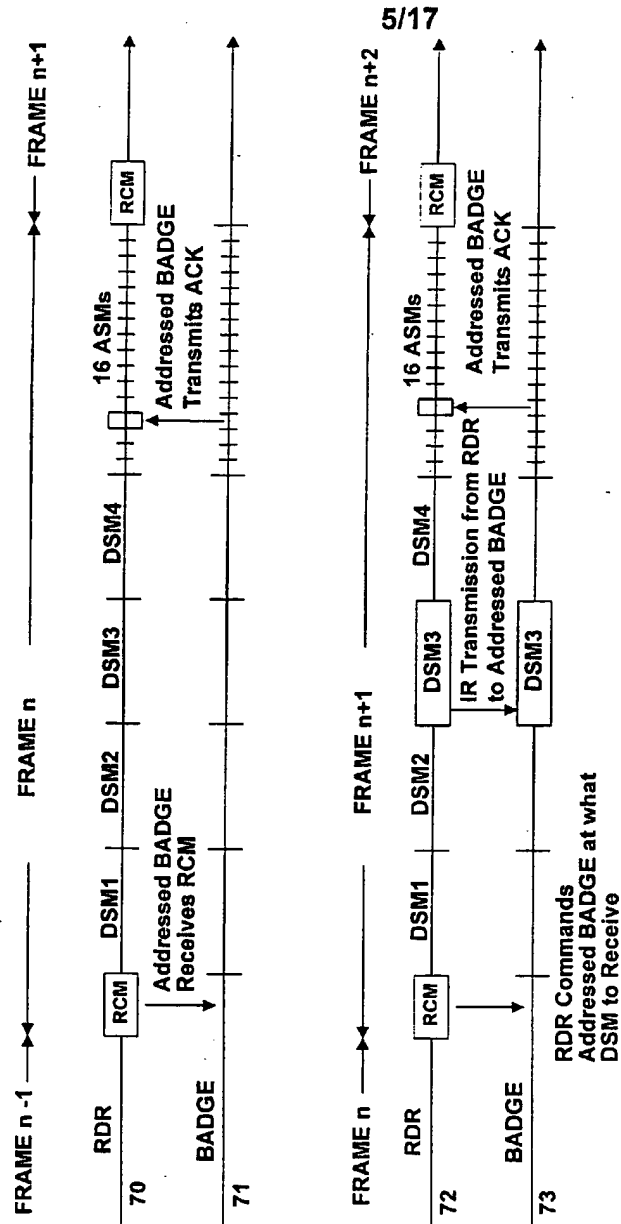 5/17
FRAME n -1
FRAME n
FRAME n+1
RDR
RCM
DSM1
DSM2
DSM3
DSM4
16 ASMs
RCM
70
Addressed BADGE
Receives RCM
Addressed BADGE
Transmits ACK
BADGE
71
FRAME n
FRAME n+1
FRAME n+2
RDR
RCM
DSM1
DSM2
DSM3
DSM4
16 ASMs
RCM
72
IR Transmission from RDR
to Addressed BADGE
Addressed BADGE
Transmits ACK
BADGE
DSM3
73
RDR Commands
Addressed BADGE at what
DSM to Receive